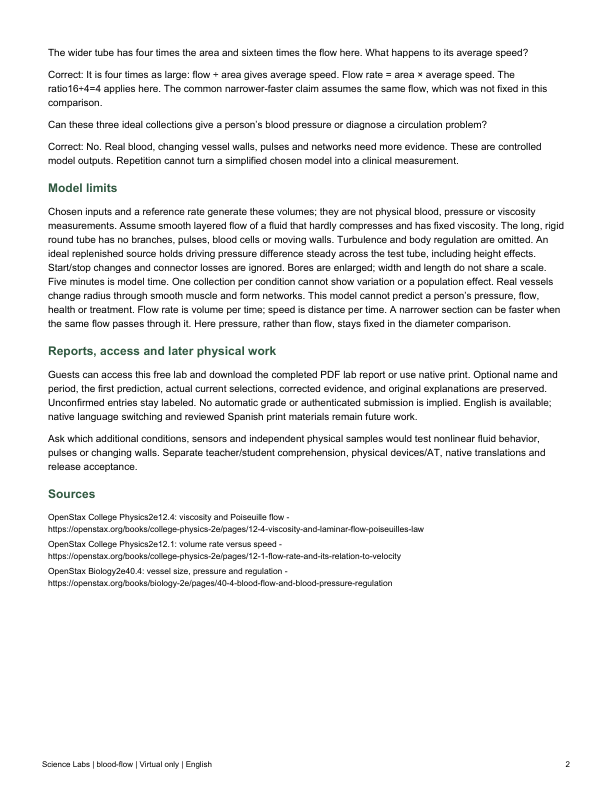 The wider tube has four times the area and sixteen times the flow here. What happens to its average speed?
Correct: It is four times as large: flow ÷ area gives average speed. Flow rate = area × average speed. The
ratio16÷4=4 applies here. The common narrower-faster claim assumes the same flow, which was not fixed in this
comparison.
Can these three ideal collections give a person's blood pressure or diagnose a circulation problem?
Correct: No. Real blood, changing vessel walls, pulses and networks need more evidence. These are controlled
model outputs. Repetition cannot turn a simplified chosen model into a clinical measurement.
Model limits
Chosen inputs and a reference rate generate these volumes; they are not physical blood, pressure or viscosity
measurements. Assume smooth layered flow of a fluid that hardly compresses and has fixed viscosity. The long, rigid
round tube has no branches, pulses, blood cells or moving walls. Turbulence and body regulation are omitted. An
ideal replenished source holds driving pressure difference steady across the test tube, including height effects.
Start/stop changes and connector losses are ignored. Bores are enlarged; width and length do not share a scale.
Five minutes is model time. One collection per condition cannot show variation or a population effect. Real vessels
change radius through smooth muscle and form networks. This model cannot predict a person's pressure, flow,
health or treatment. Flow rate is volume per time; speed is distance per time. A narrower section can be faster when
the same flow passes through it. Here pressure, rather than flow, stays fixed in the diameter comparison.
Reports, access and later physical work
Guests can access this free lab and download the completed PDF lab report or use native print. Optional name and
period, the first prediction, actual current selections, corrected evidence, and original explanations are preserved.
Unconfirmed entries stay labeled. No automatic grade or authenticated submission is implied. English is available;
native language switching and reviewed Spanish print materials remain future work.
Ask which additional conditions, sensors and independent physical samples would test nonlinear fluid behavior,
pulses or changing walls. Separate teacher/student comprehension, physical devices/AT, native translations and
release acceptance.
Sources
OpenStax College Physics2e12.4: viscosity and Poiseuille flow -
https://openstax.org/books/college-physics-2e/pages/12-4-viscosity-and-laminar-flow-poiseuilles-law
OpenStax College Physics2e12.1: volume rate versus speed -
https://openstax.org/books/college-physics-2e/pages/12-1-flow-rate-and-its-relation-to-velocity
OpenStax Biology2e40.4: vessel size, pressure and regulation -
https://openstax.org/books/biology-2e/pages/40-4-blood-flow-and-blood-pressure-regulation
Science Labs | blood-flow | Virtual only | English 2